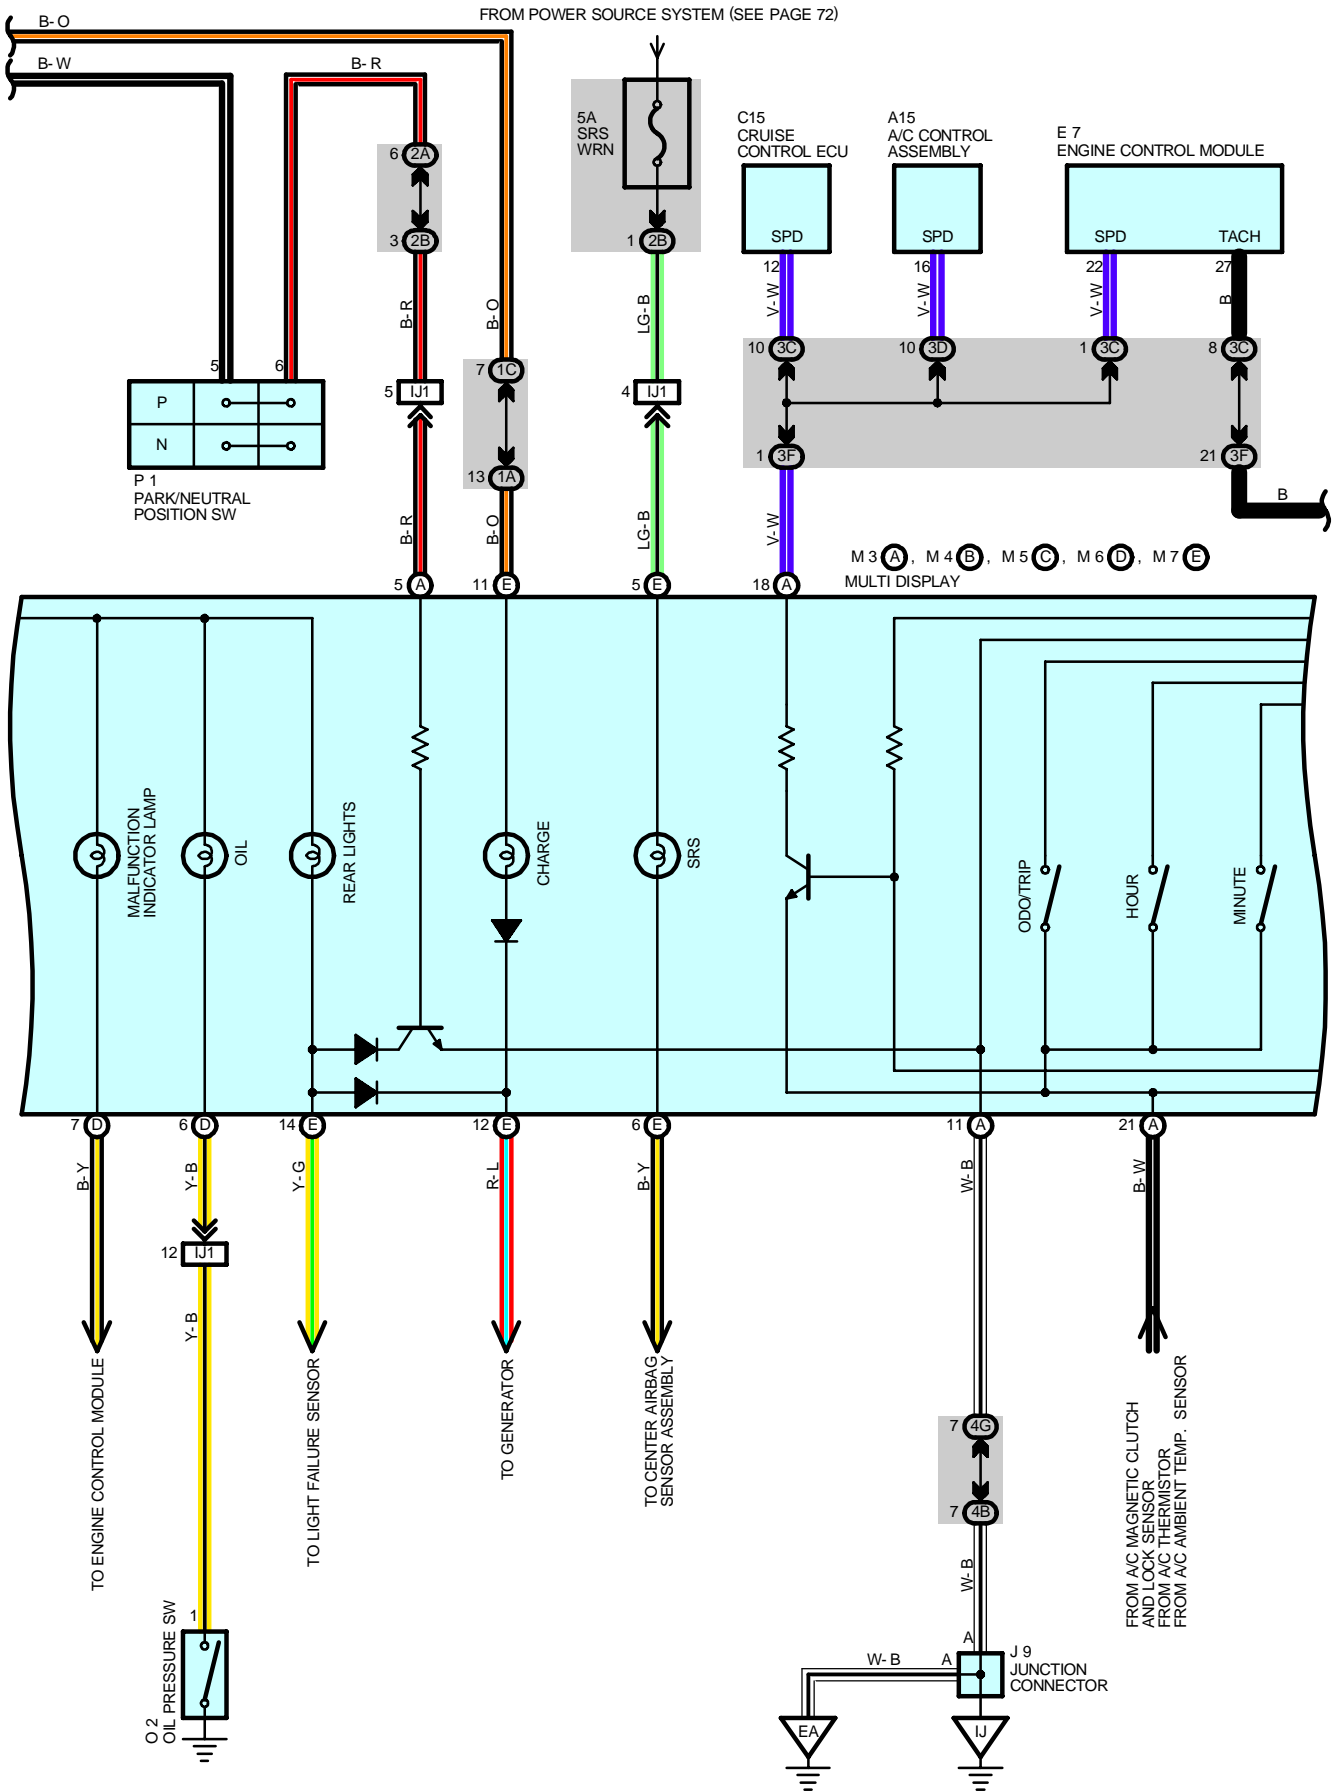 FROM POWER SOURCE SYSTEM (SEE PAGE 72)
B-O
B-W
B-R
5A
SRS
WRN
C15
CRUISE
CONTROL ECU
A15
A/C CONTROL
ASSEMBLY
E 7
ENGINE CONTROL MODULE
6 2A
3 2B
1 2B
SPD
SPD
SPD
TACH
12
16
22
27
B-R
B-O
LG-B
V-W
V-W
V-W
B
10 3C
10 3D
1 3C
8 3C
5
6
7 1C
5 IJ1
4 IJ1
P
N
1 3F
21 3F
13 1A
P 1
PARK/NEUTRAL
POSITION SW
B
B-R
B-O
LG-B
V-W
M 3 A , M 4 B , M 5 C , M 6 D , M 7 E
MULTI DISPLAY
5 A
11 E
5 E
18 A
MALFUNCTION
INDICATOR LAMP
OIL
REAR LIGHTS
CHARGE
SRS
ODO/TRIP
HOUR
MINUTE
7 D
6 D
14 E
12 E
6 E
11 A
21 A
B-Y
Y-B
Y-G
R-L
B-Y
W-B
B-W
12 IJ1
Y-B
TO ENGINE CONTROL MODULE
TO LIGHT FAILURE SENSOR
TO GENERATOR
TO CENTER AIRBAG
SENSOR ASSEMBLY
FROM A/C MAGNETIC CLUTCH
AND LOCK SENSOR
FROM A/C THERMISTOR
FROM A/C AMBIENT TEMP. SENSOR
7 4G
7 4B
W-B
1
O 2
OIL PRESSURE SW
A
W-B
A
J 9
JUNCTION
CONNECTOR
EA
IJ